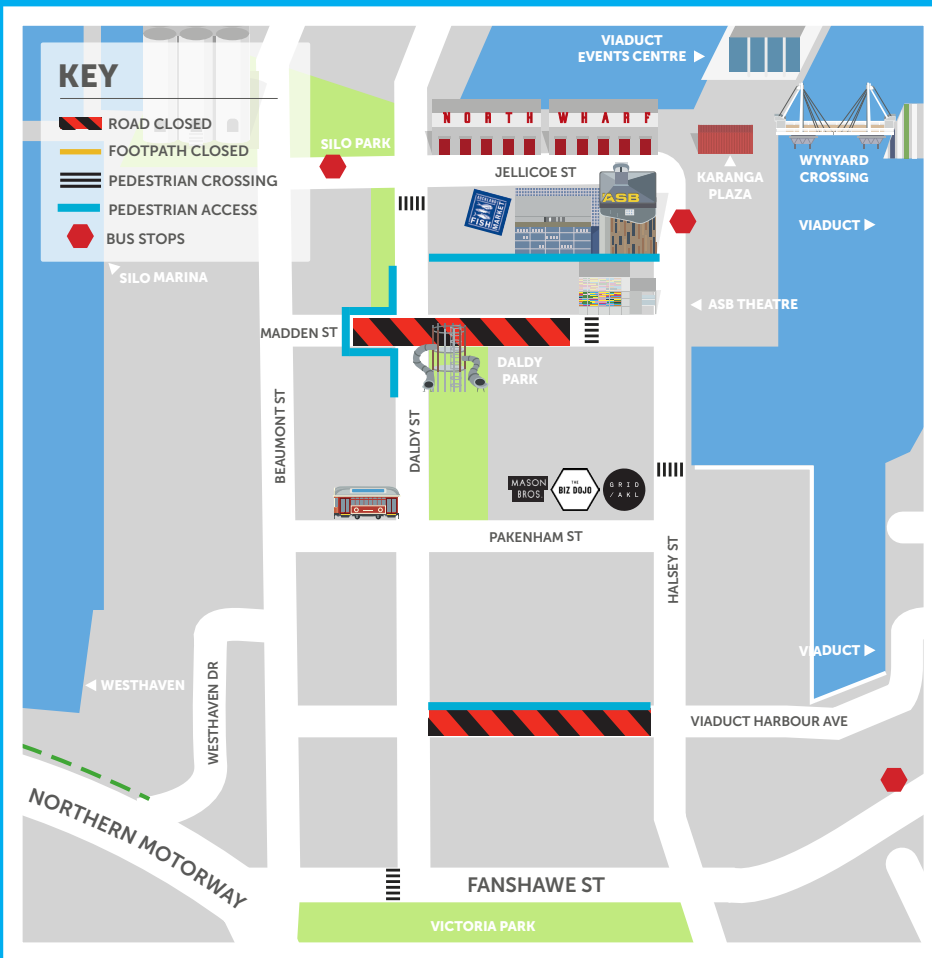 KEY
ROAD CLOSED
FOOTPATH CLOSED
PEDESTRIAN CROSSING
PEDESTRIAN ACCESS
BUS STOPS
VIADUCT
EVENTS CENTRE
NORTH WHARF
SILO PARK
JELLICOE ST
KARANGA
PLAZA
WYNYARD
CROSSING
AUCKLAND
FISH
MARKET
ASB
VIADUCT
SILO MARINA
ASB THEATRE
MADDEN ST
DALDY
PARK
BEAUMONT ST
DALDY ST
MASON
BROS.
THE
BIZ DOJO
GRID
/AKL
PAKENHAM ST
HALSEY ST
VIADUCT
WESTHAVEN
WESTHAVEN DR
VIADUCT HARBOUR AVE
NORTHERN MOTORWAY
FANSHAWE ST
VICTORIA PARK